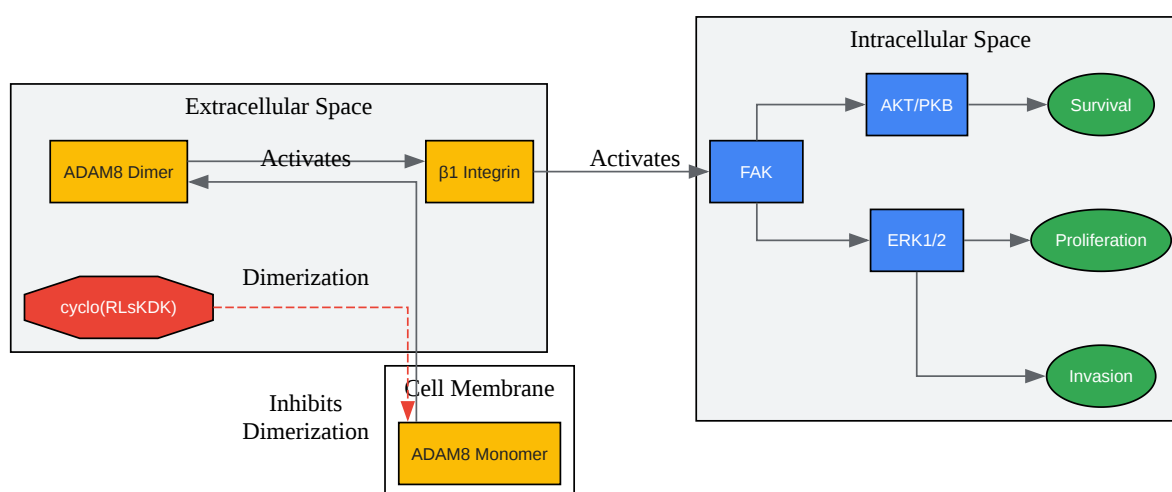 Intracellular Space
Extracellular Space
AKT/PKB
Survival
ADAM8 Dimer
Activates
β1 Integrin
Activates
FAK
ERK1/2
Proliferation
Dimerization
cyclo(RLsKDK)
Invasion
Cell Membrane
Inhibits
Dimerization
ADAM8 Monomer